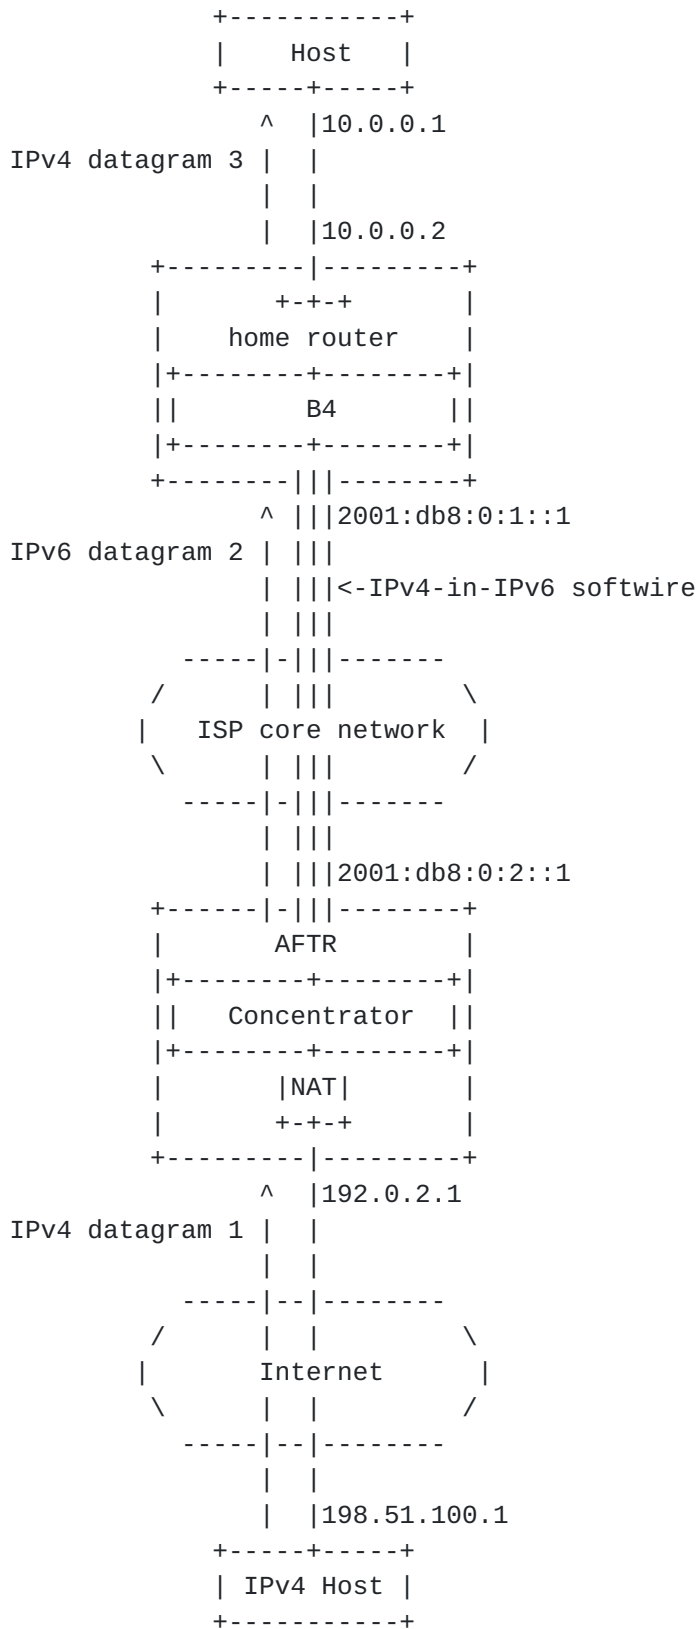 Host
10.0.0.1
IPv4 datagram 3
10.0.0.2
home router
B4
2001:db8:0:1::1
IPv6 datagram 2
<-IPv4-in-IPv6 softwire
ISP core network
2001:db8:0:2::1
AFTR
Concentrator
NAT
192.0.2.1
IPv4 datagram 1
Internet
198.51.100.1
IPv4 Host